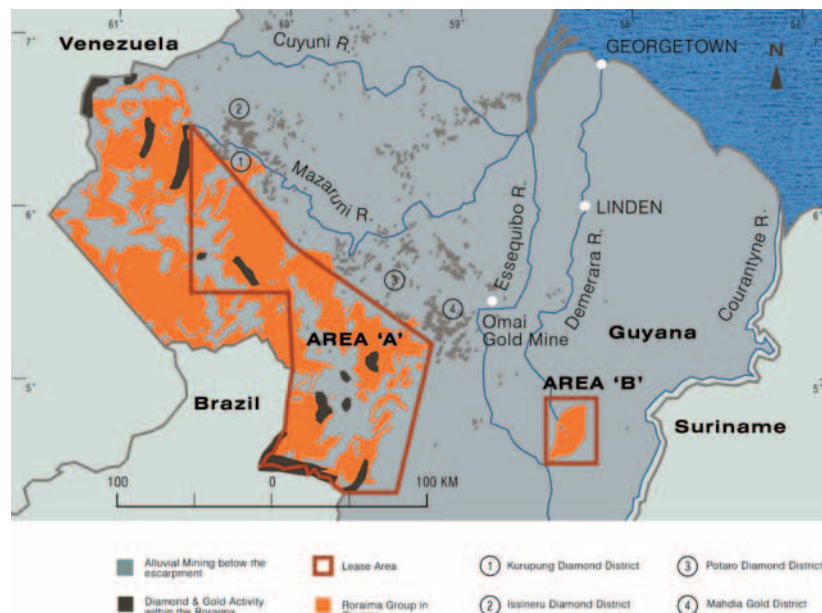 61°
60
59
58
57
Venezuela
Cuyuni R.
GEORGETOWN
7°
N
2
1
Mazaruni R.
6°
LINDEN
Essequibo R.
Demerara R.
Courantyne R.
3
4
Omai
Gold Mine
Guyana
AREA 'A'
5'
AREA 'B'
Brazil
Suriname
100
0
100 KM
Alluvial Mining below the
escarpment
Lease Area
1 Kurupung Diamond District
3 Potaro Diamond District
Diamond & Gold Activity
within the Roraima
Roraima Group in
2 Issineru Diamond District
4 Mahdia Gold District